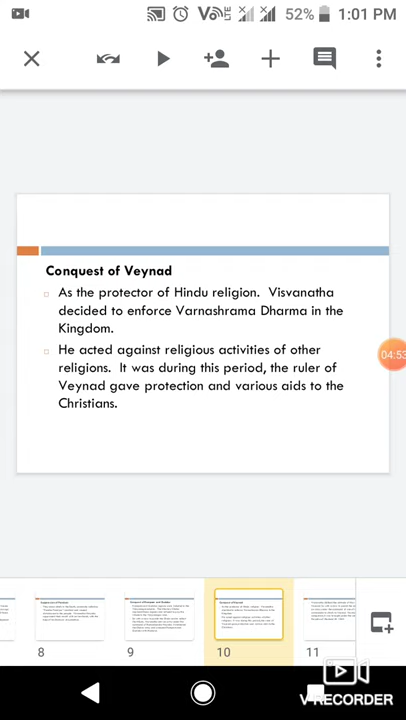 VoLTE 52% 1:01 PM
Conquest of Veynad
As the protector of Hindu religion. Visvanatha
decided to enforce Varnashrama Dharma in the
Kingdom.
He acted against religious activities of other
religions. It was during this period, the ruler of
Veynad gave protection and various aids to the
Christians.
04:53
8
9
10
11
V-RECORDER